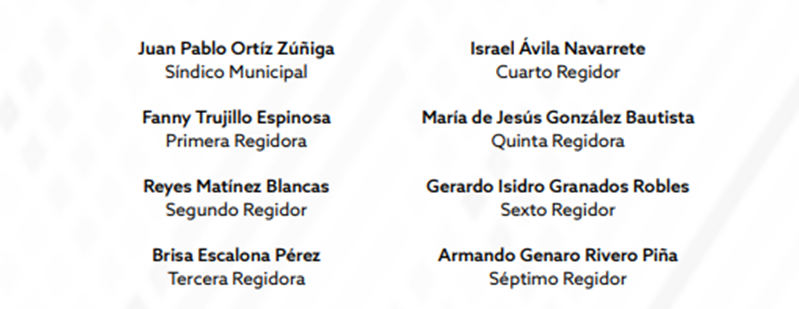 Juan Pablo Ortíz Zúñiga
Síndico Municipal
Fanny Trujillo Espinosa
Primera Regidora
Reyes Matínez Blancas
Segundo Regidor
Brisa Escalona Pérez
Tercera Regidora
Israel Ávila Navarrete
Cuarto Regidor
María de Jesús González Bautista
Quinta Regidora
Gerardo Isidro Granados Robles
Sexto Regidor
Armando Genaro Rivero Piña
Séptimo Regidor